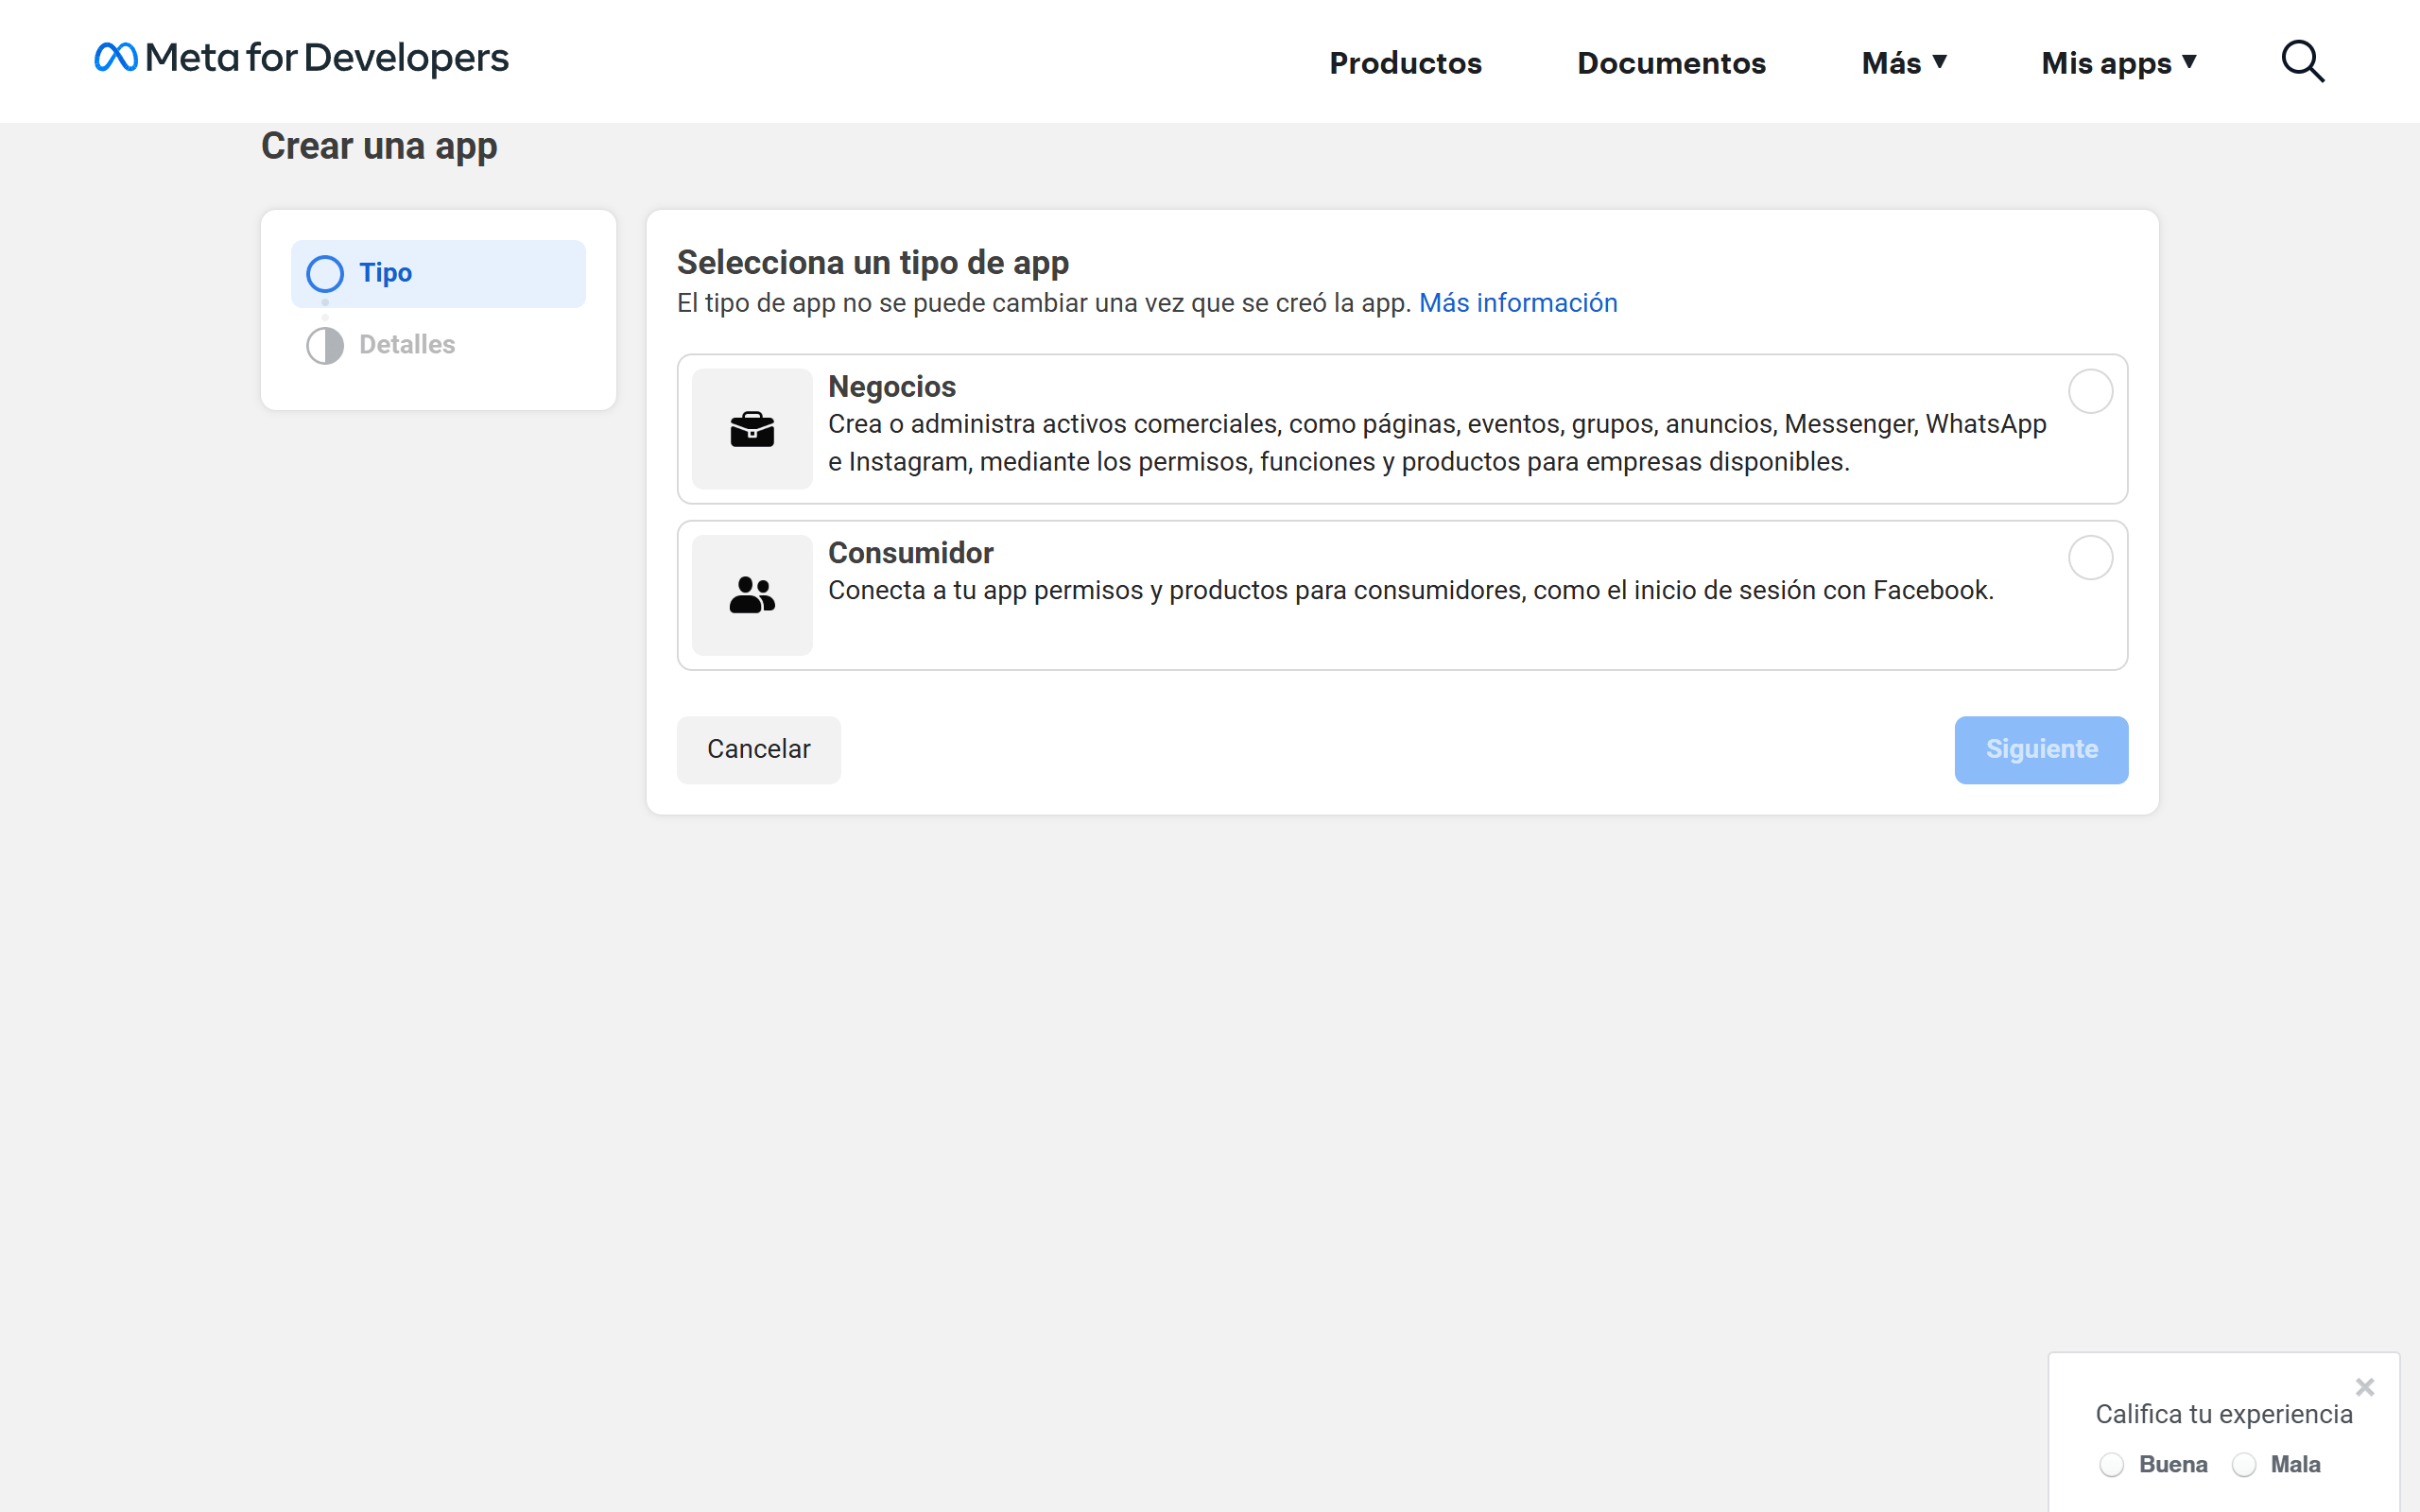 Meta for Developers
Productos
Documentos
Más
Mis apps
Crear una app
Tipo
Detalles
Selecciona un tipo de app
El tipo de app no se puede cambiar una vez que se creó la app. Más información
Negocios
Crea o administra activos comerciales, como páginas, eventos, grupos, anuncios, Messenger, WhatsApp
e Instagram, mediante los permisos, funciones y productos para empresas disponibles.
Consumidor
Conecta a tu app permisos y productos para consumidores, como el inicio de sesión con Facebook.
Cancelar
Siguiente
Califica tu experiencia
Buena
Mala